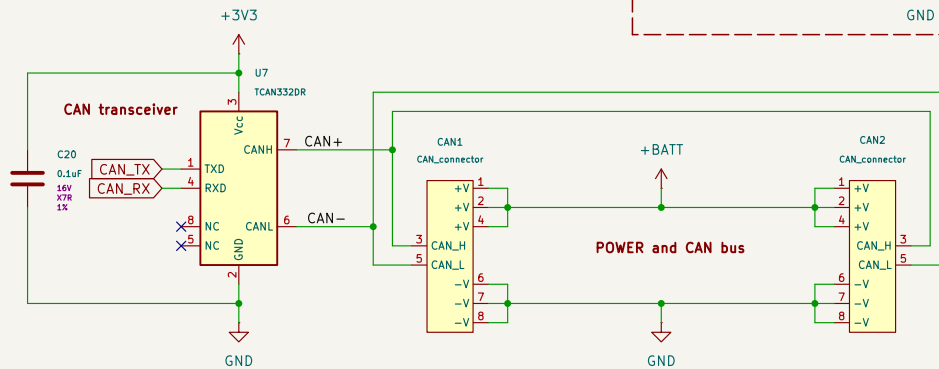 +3V3
GND
U7
TCAN332DR
CAN transceiver
3
Vcc
CANH
7
CAN+
C20
0.1uF
16V
X7R
1%
CAN_TX
1
TXD
CAN_RX
4
RXD
8
NC
5
NC
CANL
6
CAN-
GND
2
GND
CAN1
CAN_connector
+V
1
+V
2
+V
4
3
CAN_H
5
CAN_L
-V
6
-V
7
-V
8
+BATT
POWER and CAN bus
GND
CAN2
CAN_connector
1
+V
2
+V
4
+V
CAN_H
3
CAN_L
5
6
-V
7
-V
8
-V